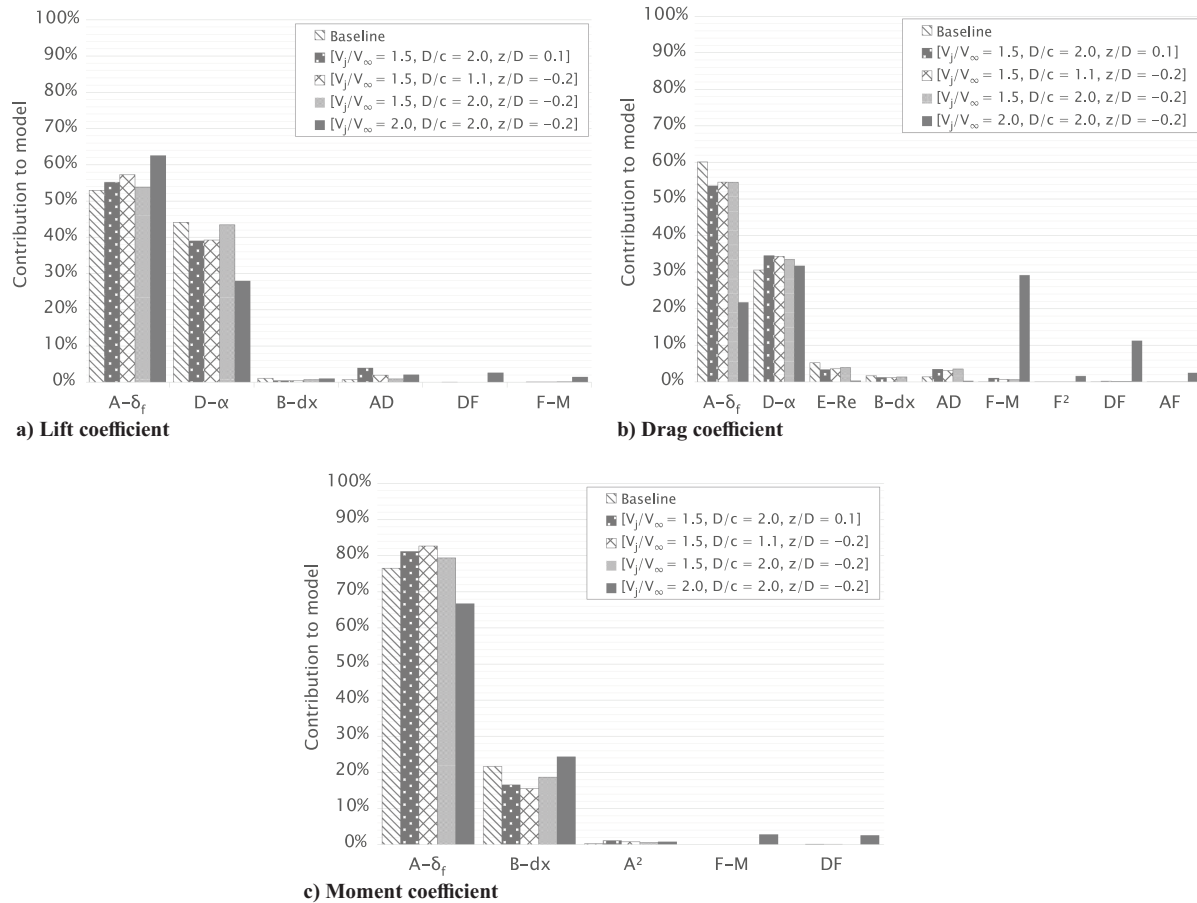 100%
90%
80%
70%
60%
50%
40%
30%
20%
10%
0%
Contribution to model
Baseline
[Vj/V∞ = 1.5, D/c = 2.0, z/D = 0.1]
[Vj/V∞ = 1.5, D/c = 1.1, z/D = −0.2]
[Vj/V∞ = 1.5, D/c = 2.0, z/D = −0.2]
[Vj/V∞ = 2.0, D/c = 2.0, z/D = −0.2]
A−δf D−α B−dx AD DF F−M
a) Lift coefficient
100%
90%
80%
70%
60%
50%
40%
30%
20%
10%
0%
Contribution to model
Baseline
[Vj/V∞ = 1.5, D/c = 2.0, z/D = 0.1]
[Vj/V∞ = 1.5, D/c = 1.1, z/D = −0.2]
[Vj/V∞ = 1.5, D/c = 2.0, z/D = −0.2]
[Vj/V∞ = 2.0, D/c = 2.0, z/D = −0.2]
A−δf D−α E−Re B−dx AD F−M F² DF AF
b) Drag coefficient
100%
90%
80%
70%
60%
50%
40%
30%
20%
10%
0%
Contribution to model
Baseline
[Vj/V∞ = 1.5, D/c = 2.0, z/D = 0.1]
[Vj/V∞ = 1.5, D/c = 1.1, z/D = −0.2]
[Vj/V∞ = 1.5, D/c = 2.0, z/D = −0.2]
[Vj/V∞ = 2.0, D/c = 2.0, z/D = −0.2]
A−δf B−dx A² F−M DF
c) Moment coefficient